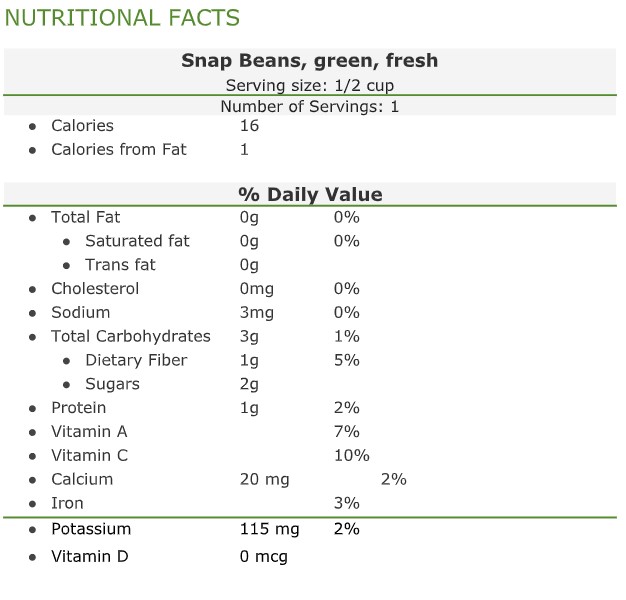 NUTRITIONAL FACTS
Snap Beans, green, fresh
Serving size: 1/2 cup
Number of Servings: 1
● Calories 16
● Calories from Fat 1
% Daily Value
● Total Fat 0g 0%
● Saturated fat 0g 0%
● Trans fat 0g
● Cholesterol 0mg 0%
● Sodium 3mg 0%
● Total Carbohydrates 3g 1%
● Dietary Fiber 1g 5%
● Sugars 2g
● Protein 1g 2%
● Vitamin A 7%
● Vitamin C 10%
● Calcium 20 mg 2%
● Iron 3%
● Potassium 115 mg 2%
● Vitamin D 0 mcg